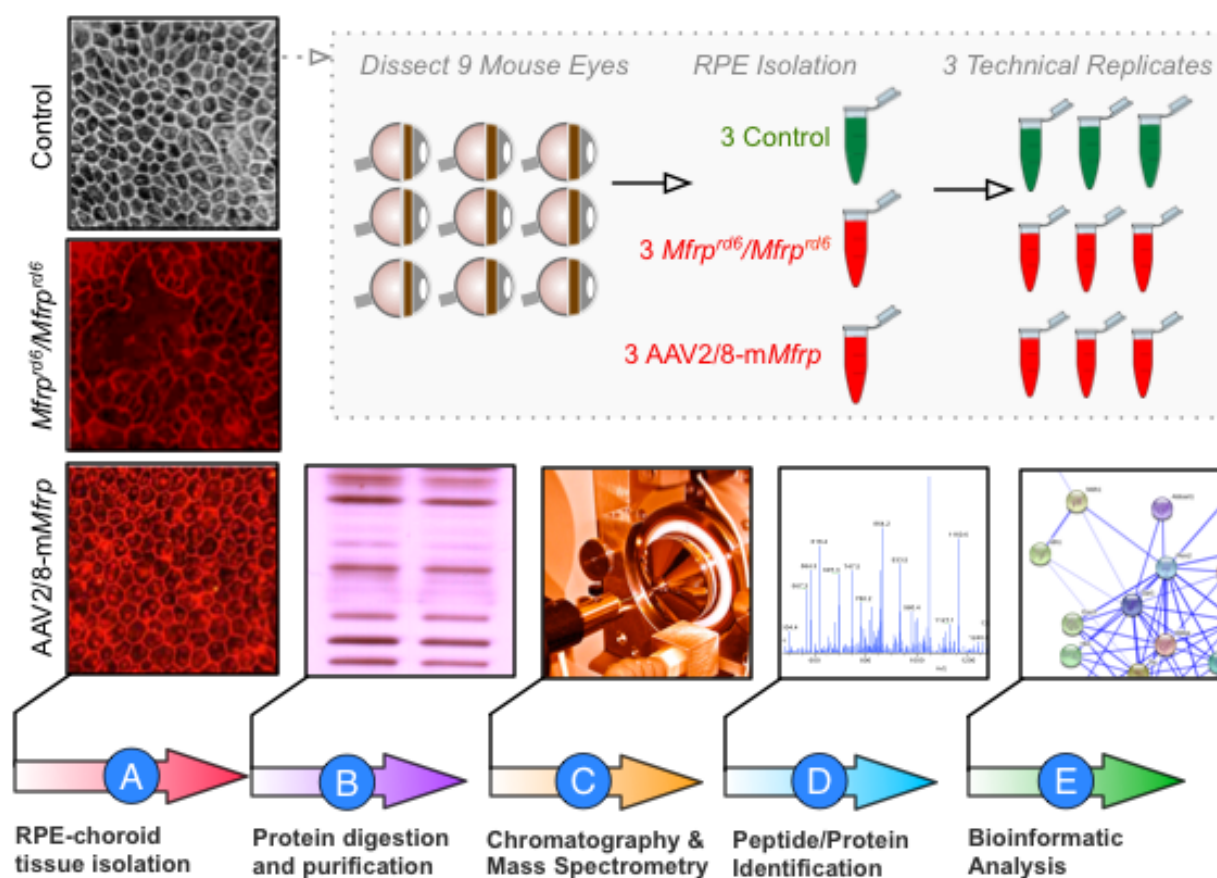 Control
Mfrprd6/Mfrprd6
AAV2/8-mMfrp
Dissect 9 Mouse Eyes
RPE Isolation
3 Technical Replicates
3 Control
3 Mfrprd6/Mfrprd6
3 AAV2/8-mMfrp
A
B
C
D
E
RPE-choroid
tissue isolation
Protein digestion
and purification
Chromatography &
Mass Spectrometry
Peptide/Protein
Identification
Bioinformatic
Analysis